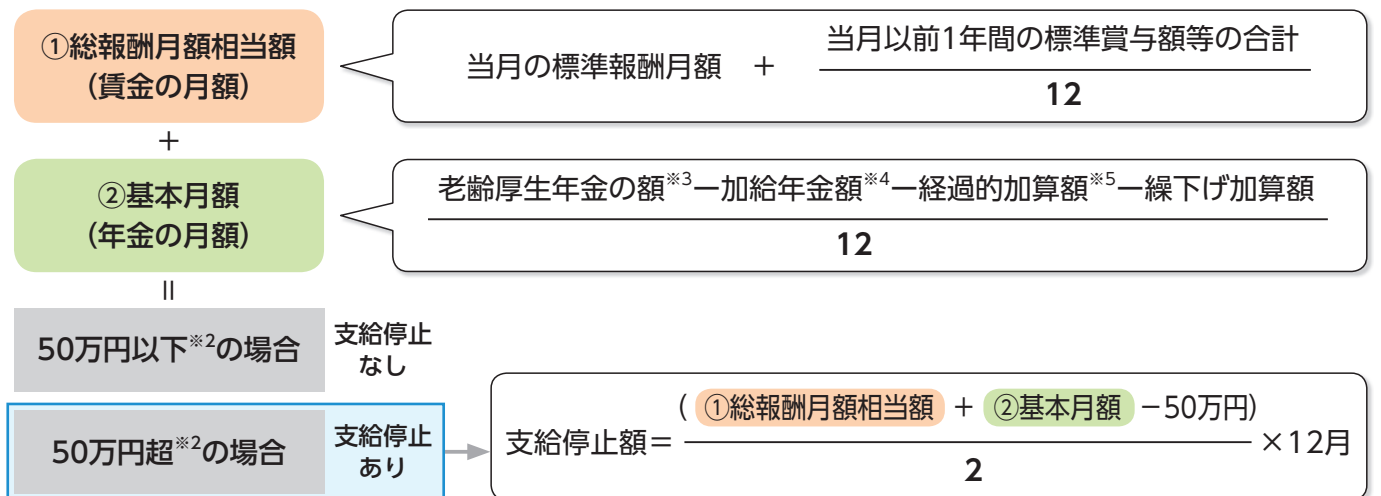 ①総報酬月額相当額
（賃金の月額）
当月の標準報酬月額 ＋ 当月以前1年間の標準賞与額等の合計
12
＋
②基本月額
（年金の月額）
老齢厚生年金の額※3ー加給年金額※4ー経過的加算額※5ー繰下げ加算額
12
＝
50万円以下※2の場合
支給停止
なし
50万円超※2の場合
支給停止
あり
支給停止額＝
（①総報酬月額相当額 ＋ ②基本月額 −50万円）
2
×12月